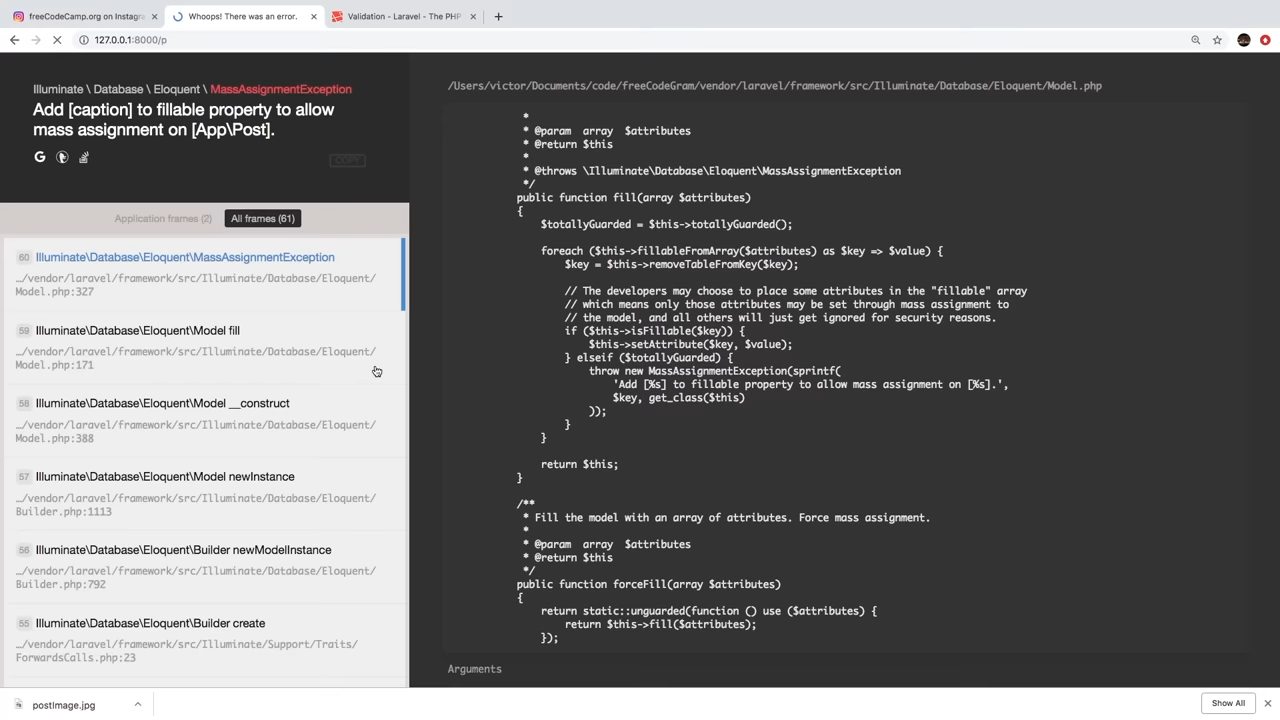 freeCodeCamp.org on Instagra
Whoops! There was an error.
Validation - Laravel - The PHP
127.0.0.1:8000/p
Illuminate \ Database \ Eloquent \ MassAssignmentException
Add [caption] to fillable property to allow
mass assignment on [App\Post].
COPY
Application frames (2)
All frames (61)
60 Illuminate\Database\Eloquent\MassAssignmentException
…/vendor/laravel/framework/src/Illuminate/Database/Eloquent/
Model.php:327
59 Illuminate\Database\Eloquent\Model fill
…/vendor/laravel/framework/src/Illuminate/Database/Eloquent/
Model.php:171
58 Illuminate\Database\Eloquent\Model __construct
…/vendor/laravel/framework/src/Illuminate/Database/Eloquent/
Model.php:388
57 Illuminate\Database\Eloquent\Model newInstance
…/vendor/laravel/framework/src/Illuminate/Database/Eloquent/
Builder.php:1113
56 Illuminate\Database\Eloquent\Builder newModelInstance
…/vendor/laravel/framework/src/Illuminate/Database/Eloquent/
Builder.php:792
55 Illuminate\Database\Eloquent\Builder create
…/vendor/laravel/framework/src/Illuminate/Support/Traits/
ForwardsCalls.php:23
/Users/victor/Documents/code/freeCodeGram/vendor/laravel/framework/src/Illuminate/Database/Eloquent/Model.php
*
* @param array $attributes
* @return $this
*
* @throws \Illuminate\Database\Eloquent\MassAssignmentException
*/
public function fill(array $attributes)
{
$totallyGuarded = $this->totallyGuarded();
foreach ($this->fillableFromArray($attributes) as $key => $value) {
$key = $this->removeTableFromKey($key);
// The developers may choose to place some attributes in the "fillable" array
// which means only those attributes may be set through mass assignment to
// the model, and all others will just get ignored for security reasons.
if ($this->isFillable($key)) {
$this->setAttribute($key, $value);
} elseif ($totallyGuarded) {
throw new MassAssignmentException(sprintf(
'Add [%s] to fillable property to allow mass assignment on [%s].',
$key, get_class($this)
));
}
}
return $this;
}
/**
* Fill the model with an array of attributes. Force mass assignment.
*
* @param array $attributes
* @return $this
*/
public function forceFill(array $attributes)
{
return static::unguarded(function () use ($attributes) {
return $this->fill($attributes);
});
Arguments
postImage.jpg
Show All